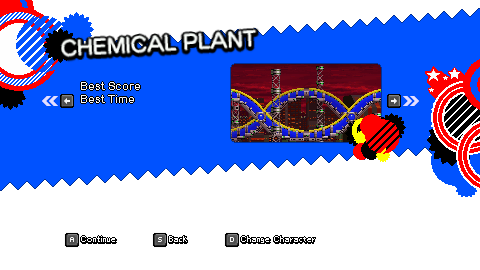 CHEMICAL PLANT
Best Score
Best Time
A Continue
S Back
D Change Character